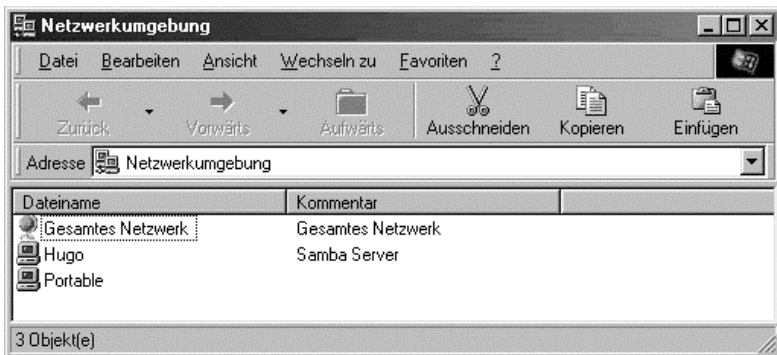 Netzwerkumgebung
Datei Bearbeiten Ansicht Wechseln zu Favoriten ?
Zurück Vorwärts Aufwärts Ausschneiden Kopieren Einfügen
Adresse Netzwerkumgebung
Dateiname Kommentar
Gesamtes Netzwerk Gesamtes Netzwerk
Hugo Samba Server
Portable
3 Objekt(e)